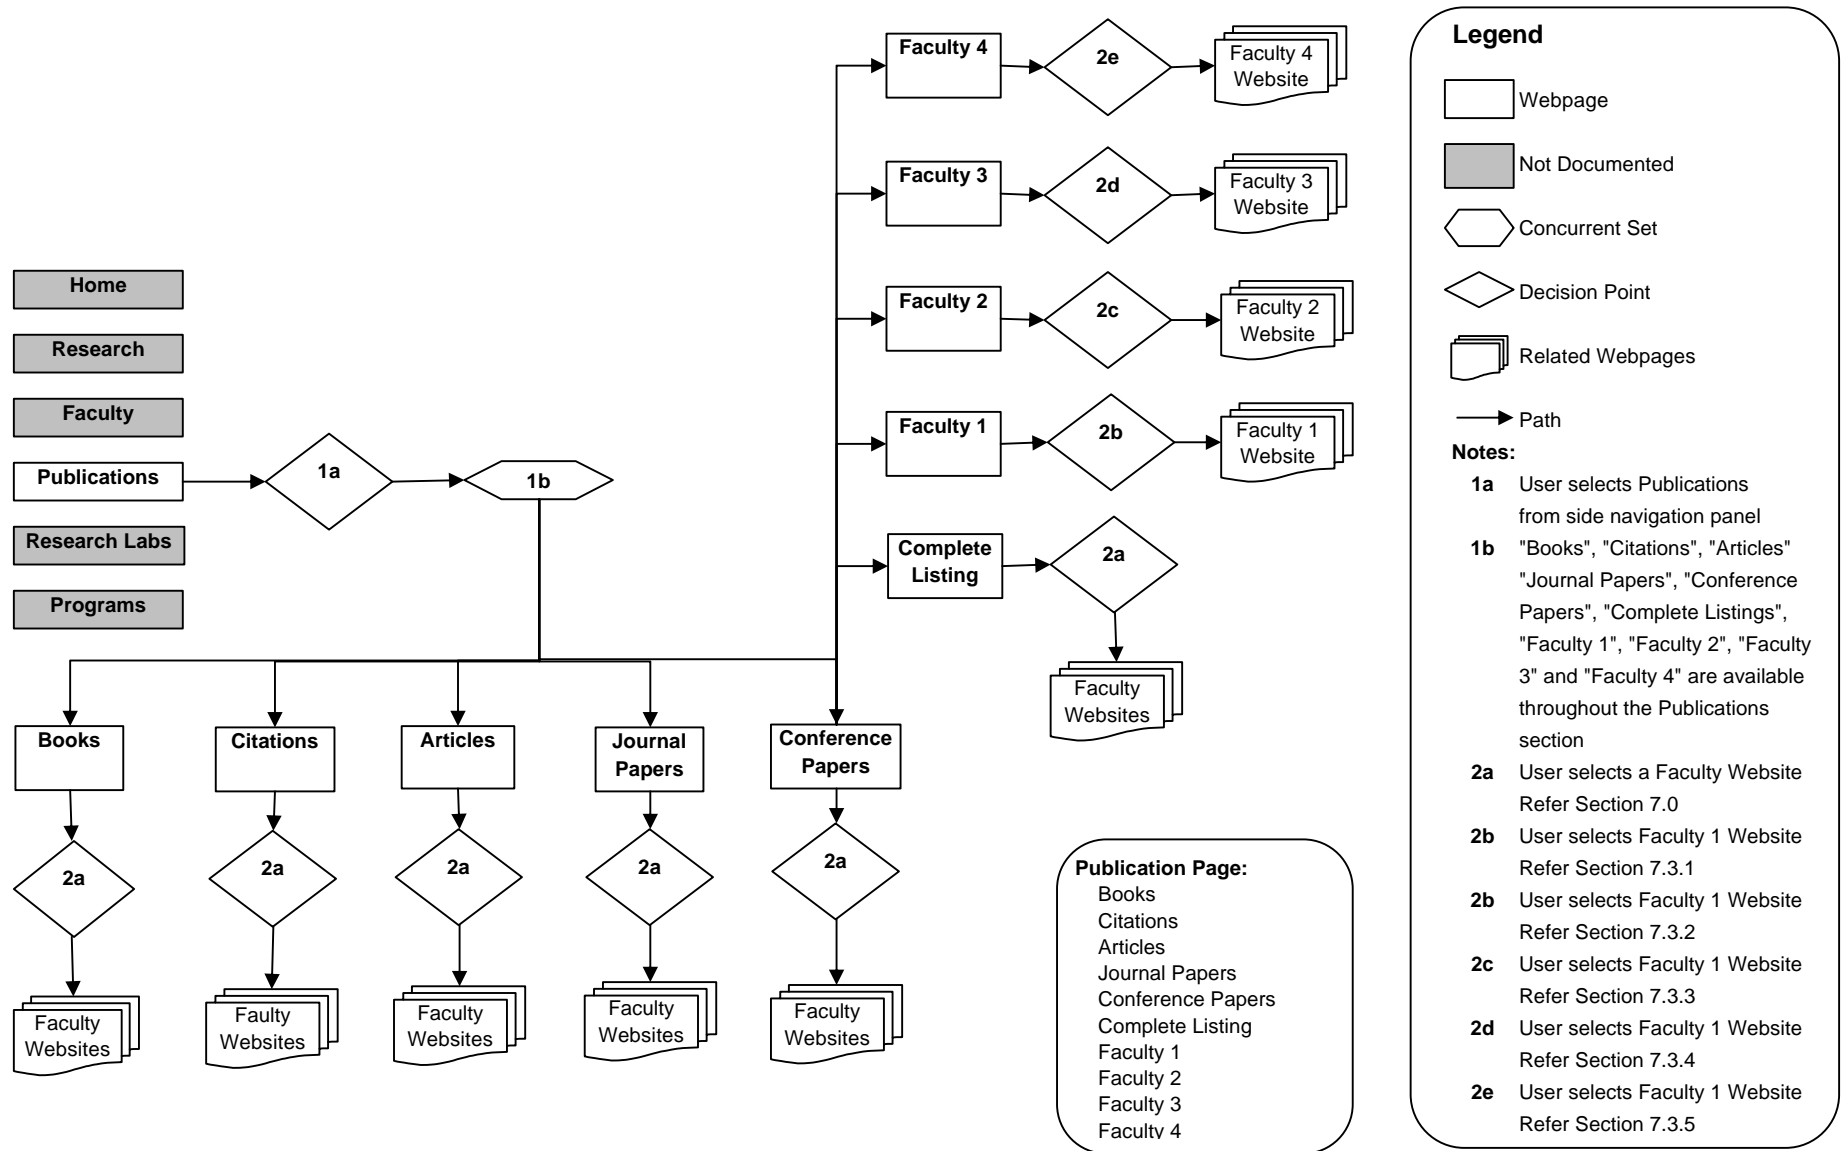 Faculty 4
2e
Faculty 4
Website
Faculty 3
2d
Faculty 3
Website
Faculty 2
2c
Faculty 2
Website
Faculty 1
2b
Faculty 1
Website
Complete
Listing
2a
Faculty
Websites
Home
Research
Faculty
Publications
1a
1b
Research Labs
Programs
Books
Citations
Articles
Journal
Papers
Conference
Papers
2a
2a
2a
2a
2a
Faculty
Websites
Faulty
Websites
Faculty
Websites
Faculty
Websites
Faculty
Websites
Publication Page:
Books
Citations
Articles
Journal Papers
Conference Papers
Complete Listing
Faculty 1
Faculty 2
Faculty 3
Faculty 4
Legend
Webpage
Not Documented
Concurrent Set
Decision Point
Related Webpages
Path
Notes:
1a User selects Publications
from side navigation panel
1b "Books", "Citations", "Articles"
"Journal Papers", "Conference
Papers", "Complete Listings",
"Faculty 1", "Faculty 2", "Faculty
3" and "Faculty 4" are available
throughout the Publications
section
2a User selects a Faculty Website
Refer Section 7.0
2b User selects Faculty 1 Website
Refer Section 7.3.1
2b User selects Faculty 1 Website
Refer Section 7.3.2
2c User selects Faculty 1 Website
Refer Section 7.3.3
2d User selects Faculty 1 Website
Refer Section 7.3.4
2e User selects Faculty 1 Website
Refer Section 7.3.5